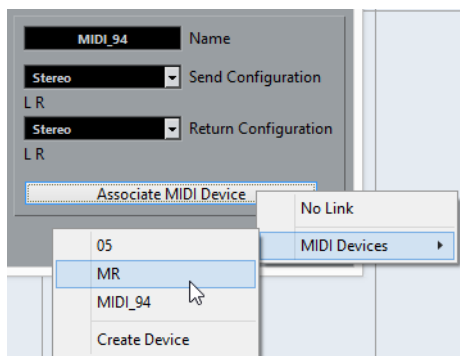 MIDI_94 Name
Stereo Send Configuration
L R
Stereo Return Configuration
L R
Associate MIDI Device
No Link
MIDI Devices
05
MR
MIDI_94
Create Device